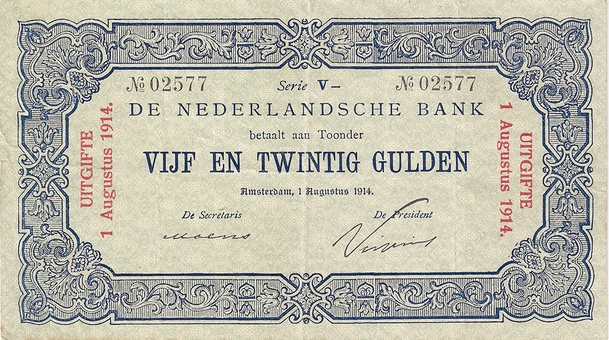 № 02577 Serie V– № 02577
DE NEDERLANDSCHE BANK
betaalt aan Toonder
VIJF EN TWINTIG GULDEN
Amsterdam, 1 Augustus 1914.
De Secretaris De President
UITGIFTE
1 Augustus 1914.
UITGIFTE
1 Augustus 1914.